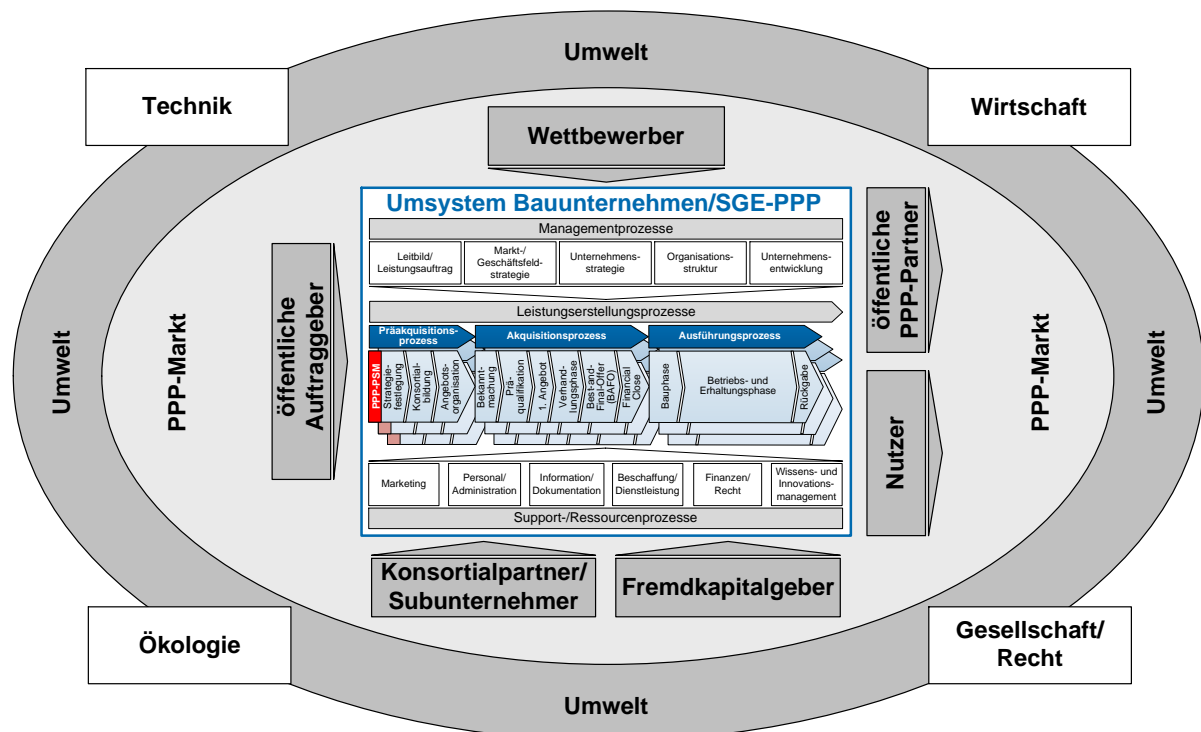 Umwelt
Technik
Wirtschaft
Wettbewerber
Umsystem Bauunternehmen/SGE-PPP
Managementprozesse
Leitbild/
Leistungsauftrag
Markt-/
Geschäftsfeld-
strategie
Unternehmens-
strategie
Organisations-
struktur
Unternehmens-
entwicklung
Leistungserstellungsprozesse
Präakquisitions-
prozess
Akquisitionsprozess
Ausführungsprozess
PPP-PSM
Strategie-
festlegung
Konsortial-
bildung
Angebots-
organisation
Bekannt-
machung
Prä-
qualifikation
1. Angebot
Verhand-
lungsphase
Best-and-
Final-Offer
(BAFO)
Financial
Close
Bauphase
Betriebs- und
Erhaltungsphase
Rückgabe
Marketing
Personal/
Administration
Information/
Dokumentation
Beschaffung/
Dienstleistung
Finanzen/
Recht
Wissens- und
Innovations-
management
Support-/Ressourcenprozesse
Umwelt
PPP-Markt
öffentliche
Auftraggeber
öffentliche
PPP-Partner
Nutzer
PPP-Markt
Umwelt
Konsortialpartner/
Subunternehmer
Fremdkapitalgeber
Ökologie
Gesellschaft/
Recht
Umwelt